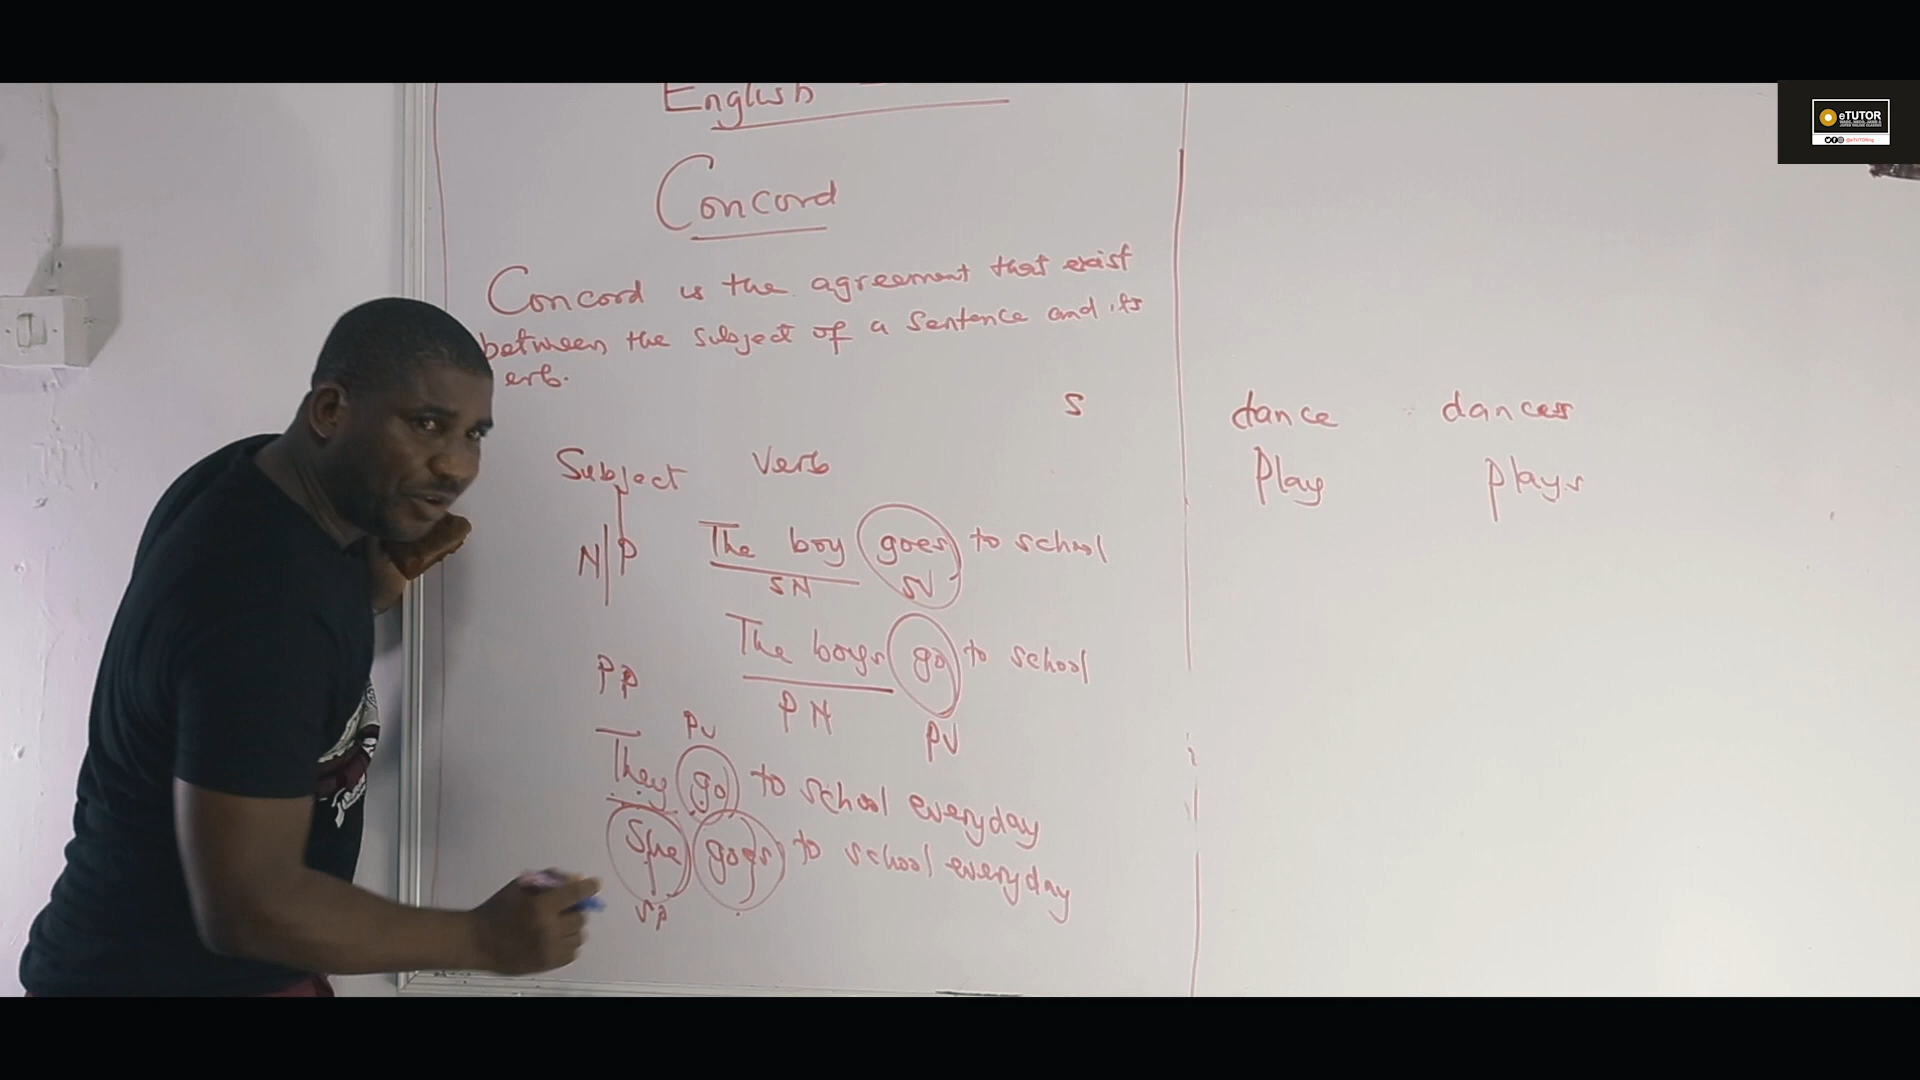 English
Concord
Concord is the agreement that exist
between the subject of a sentence and its
erb.
S
dance dances
Play plays
Subject Verb
N P The boy goes to school
SN SV
The boys go to school
PP PN PV
PV
They go to school everyday
She goes to school everyday
SP
eTUTOR